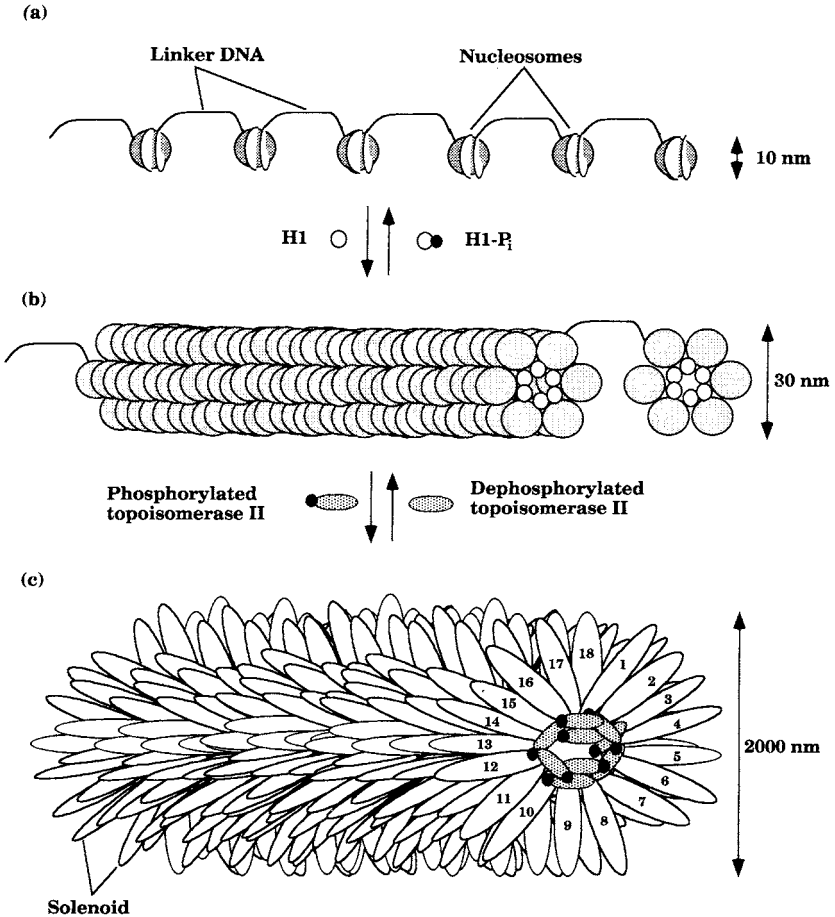 (a)
Linker DNA
Nucleosomes
10 nm
H1
H1-Pi
(b)
30 nm
Phosphorylated
topoisomerase II
Dephosphorylated
topoisomerase II
(c)
18
17
1
16
2
15
3
14
4
13
5
12
6
11
7
10
8
9
2000 nm
Solenoid